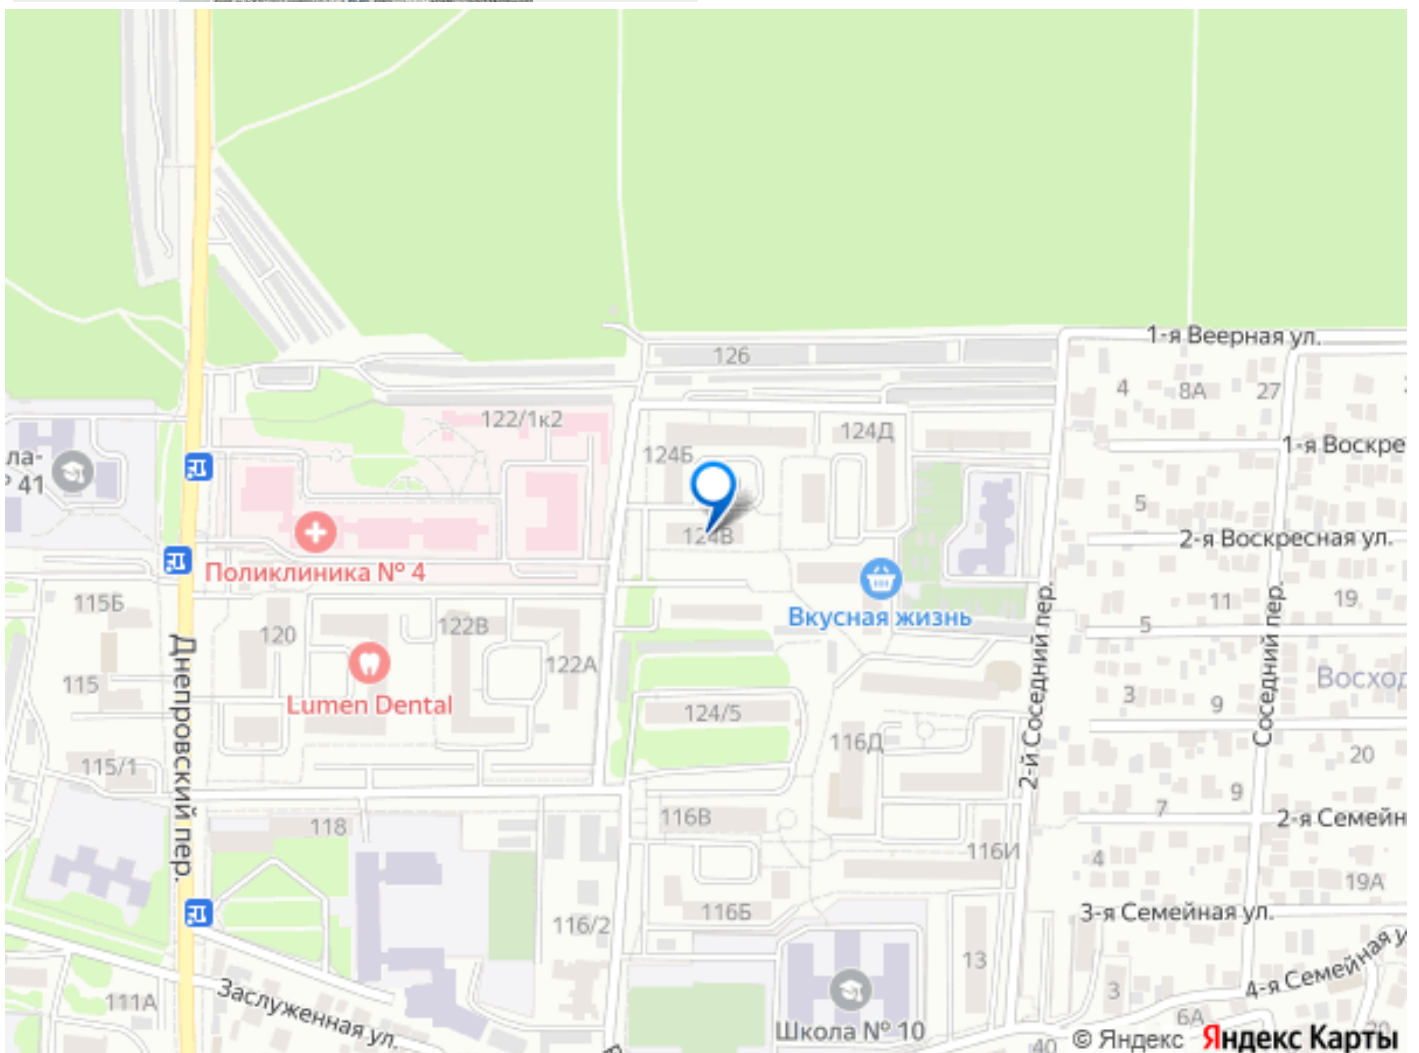 1-я Веерная ул.
126
4
8А
27
122/1к2
124Д
1-я Воскре
ла-
41
124Б
5
124В
2-я Воскресная ул.
Поликлиника № 4
Вкусная жизнь
115Б
120
122В
11
19
5
Днепровский пер.
2-й Соседний пер.
Соседний пер.
115
122А
Lumen Dental
Восход
3
9
124/5
116Д
20
115/1
9
7
118
116В
2-я Семейн
116И
4
19А
116Б
3-я Семейная ул.
116/2
13
111А
Заслуженная ул.
3
4-я Семейная у
Школа № 10
6А
20
40
© Яндекс Яндекс Карты